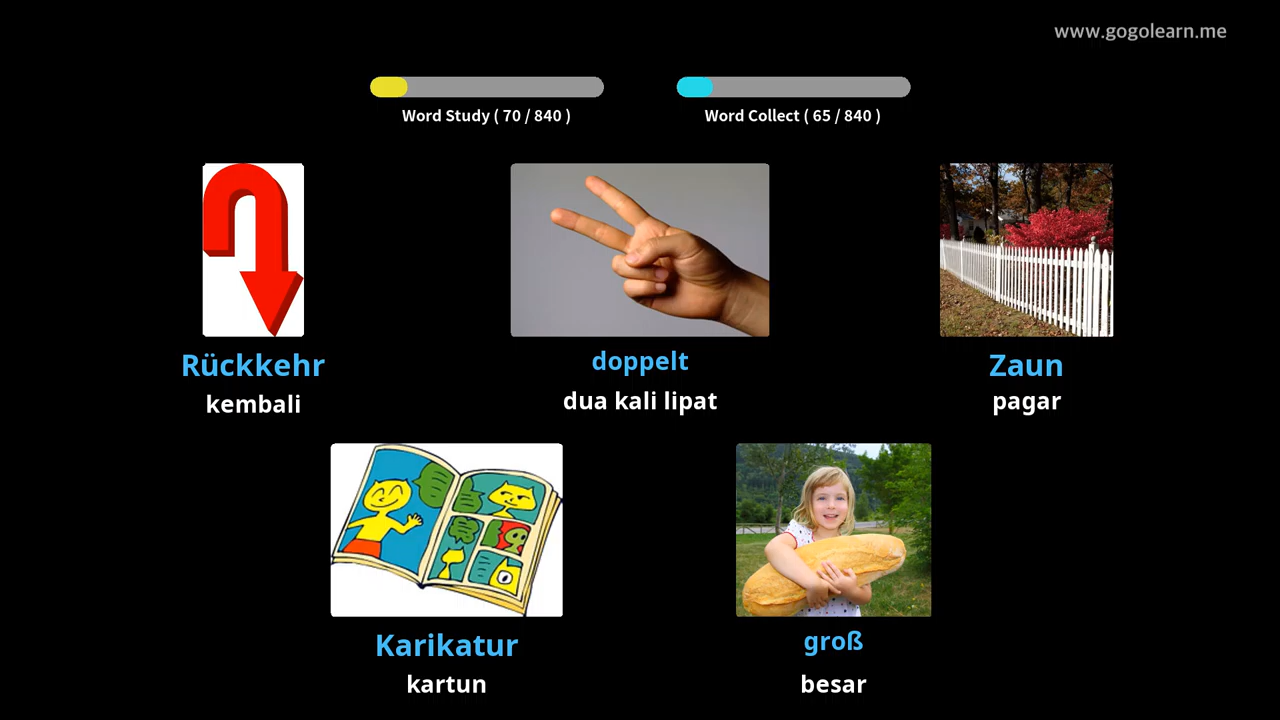 www.gogolearn.me
Word Study ( 70 / 840 )
Word Collect ( 65 / 840 )
Rückkehr
kembali
doppelt
dua kali lipat
Zaun
pagar
Karikatur
kartun
groß
besar